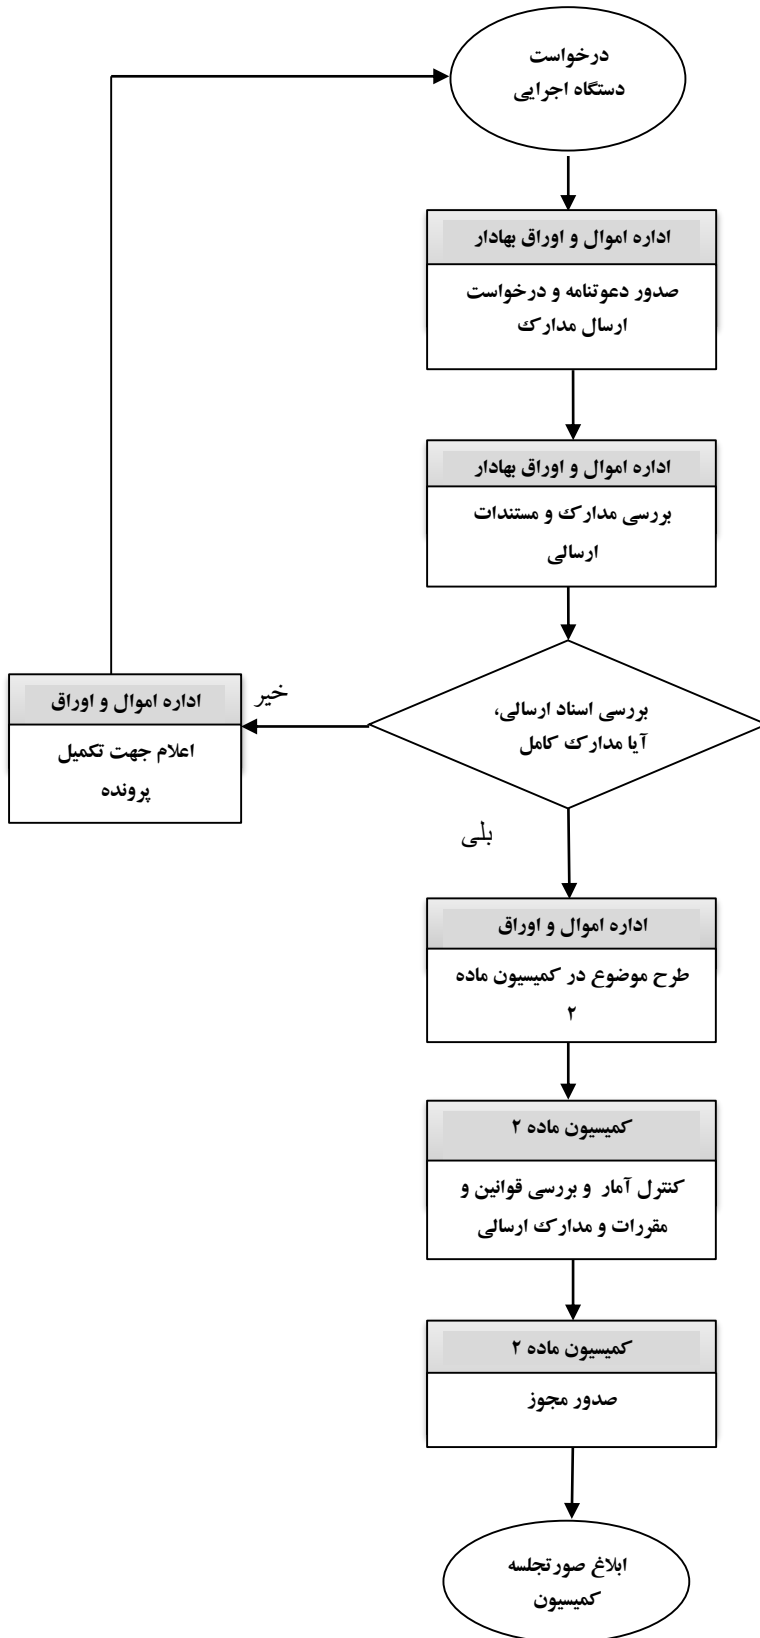 درخواست
دستگاه اجرایی
اداره اموال و اوراق بهادار
صدور دعوتنامه و درخواست
ارسال مدارک
اداره اموال و اوراق بهادار
بررسی مدارک و مستندات
ارسالی
بررسی اسناد ارسالی،
آیا مدارک کامل
خیر
اداره اموال و اوراق
اعلام جهت تکمیل
پرونده
بلی
اداره اموال و اوراق
طرح موضوع در کمیسیون ماده
۲
کمیسیون ماده ۲
کنترل آمار و بررسی قوانین و
مقررات و مدارک ارسالی
کمیسیون ماده ۲
صدور مجوز
ابلاغ صورتجلسه
کمیسیون